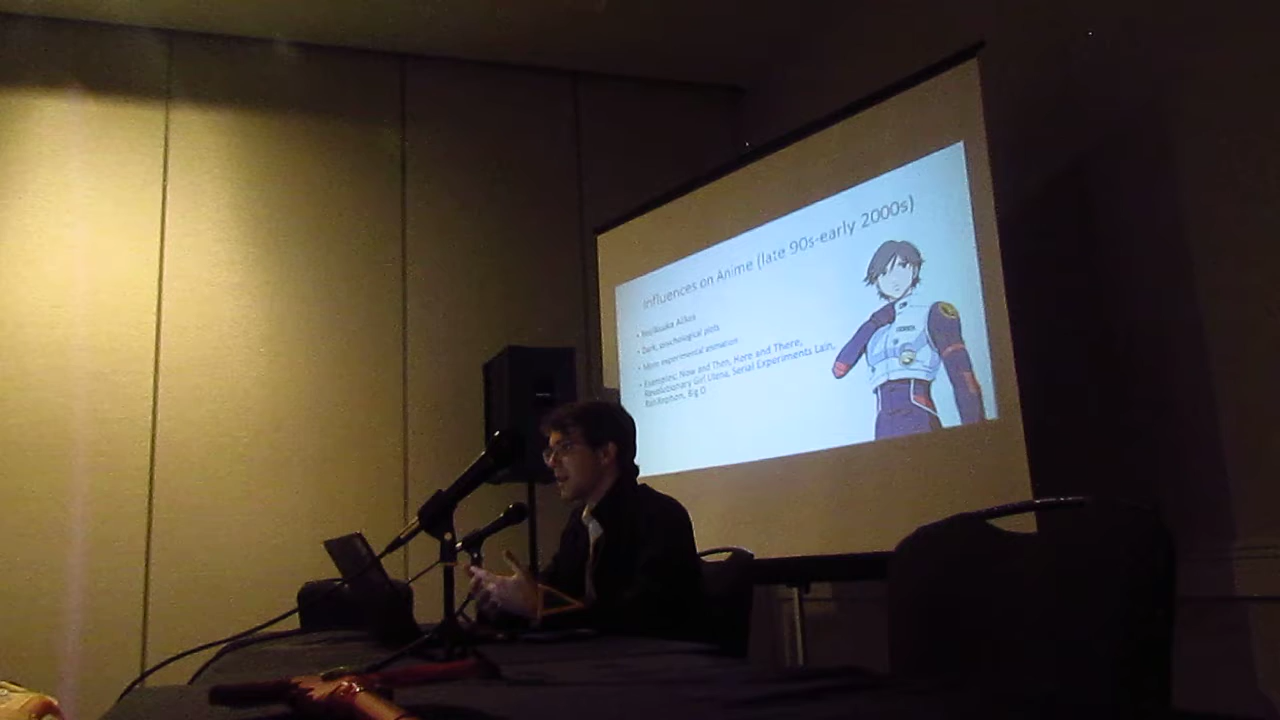 Influences on Anime (late 90s-early 2000s)
• Dark, psychological plots
• More experimental animation
• Examples: Now and Then, Here and There,
Revolutionary Girl Utena, Serial Experiments Lain,
RahXephon, Big O